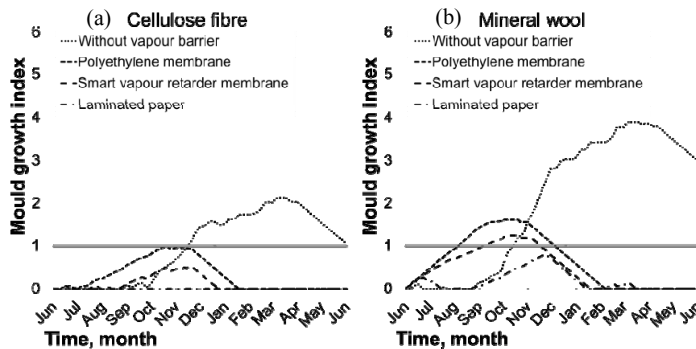 (a) Cellulose fibre
Mould growth index
6
5
4
3
2
1
0
Without vapour barrier
Polyethylene membrane
Smart vapour retarder membrane
Laminated paper
Jun Jul Aug Sep Oct Nov Dec Jan Feb Mar Apr May Jun
Time, month
(b) Mineral wool
Mould growth index
6
5
4
3
2
1
0
Without vapour barrier
Polyethylene membrane
Smart vapour retarder membrane
Laminated paper
Jun Jul Aug Sep Oct Nov Dec Jan Feb Mar Apr May Jun
Time, month